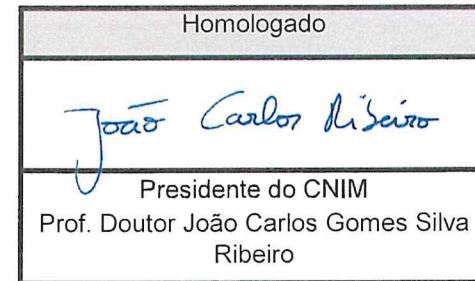 Homologado
João Carlos Ribeiro
Presidente do CNIM
Prof. Doutor João Carlos Gomes Silva
Ribeiro